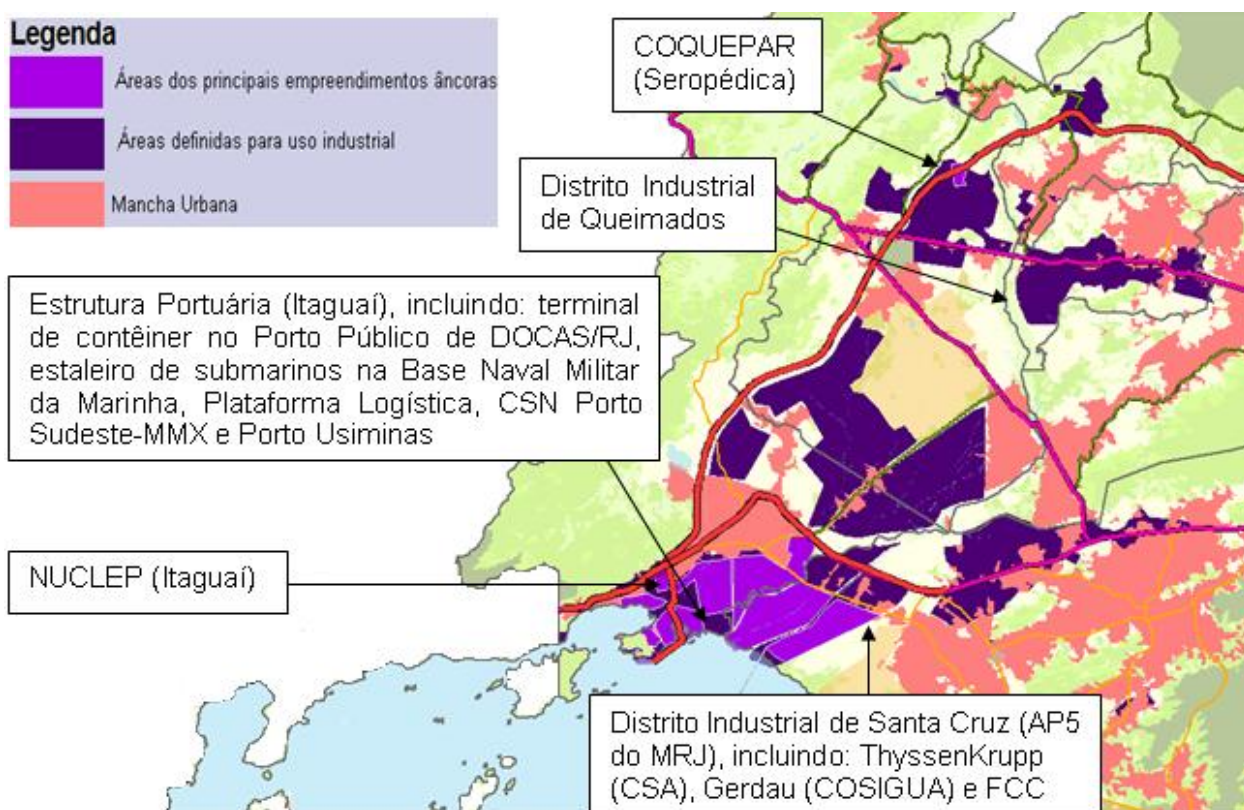 Legenda
Áreas dos principais empreendimentos âncoras
Áreas definidas para uso industrial
Mancha Urbana
COQUEPAR
(Seropédica)
Distrito Industrial
de Queimados
Estrutura Portuária (Itaguaí), incluindo: terminal
de contêiner no Porto Público de DOCAS/RJ,
estaleiro de submarinos na Base Naval Militar
da Marinha, Plataforma Logística, CSN Porto
Sudeste-MMX e Porto Usiminas
NUCLEP (Itaguaí)
Distrito Industrial de Santa Cruz (AP5
do MRJ), incluindo: ThyssenKrupp
(CSA), Gerdau (COSIGUA) e FCC